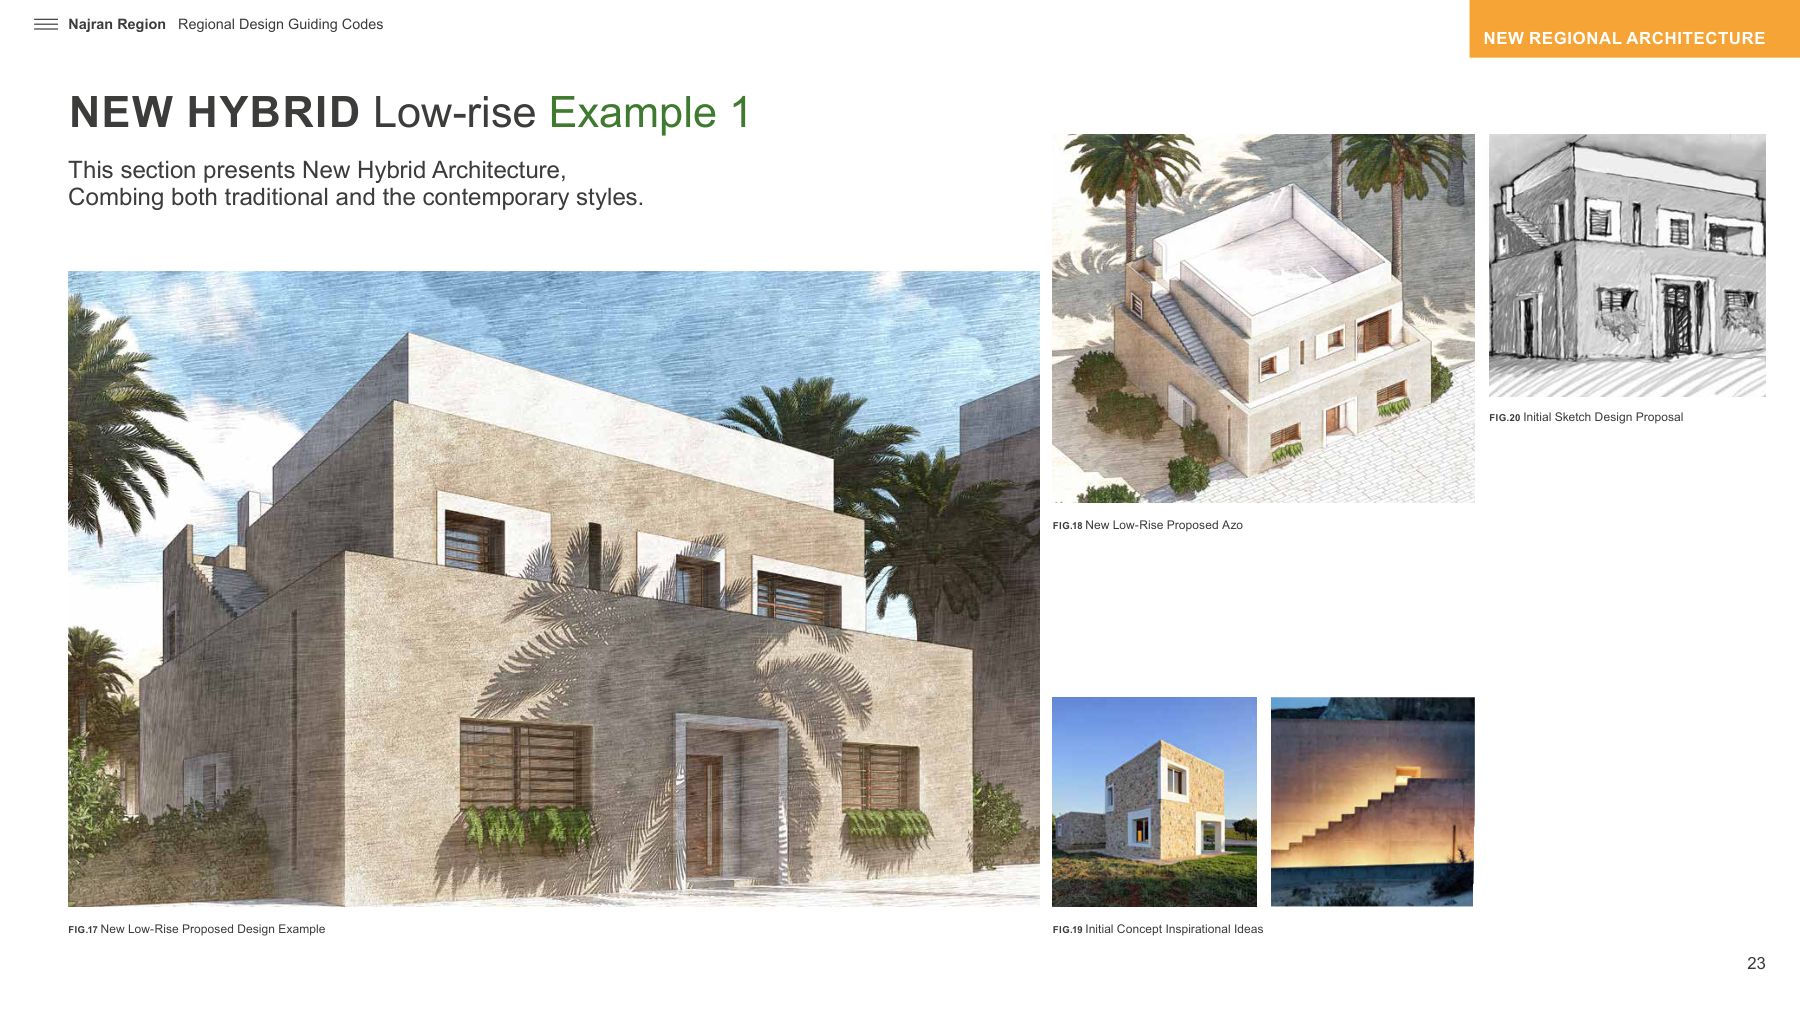 Najran Region Regional Design Guiding Codes
NEW REGIONAL ARCHITECTURE
NEW HYBRID Low-rise Example 1
This section presents New Hybrid Architecture,
Combing both traditional and the contemporary styles.
FIG.20 Initial Sketch Design Proposal
FIG.18 New Low-Rise Proposed Azo
FIG.17 New Low-Rise Proposed Design Example
FIG.19 Initial Concept Inspirational Ideas
23